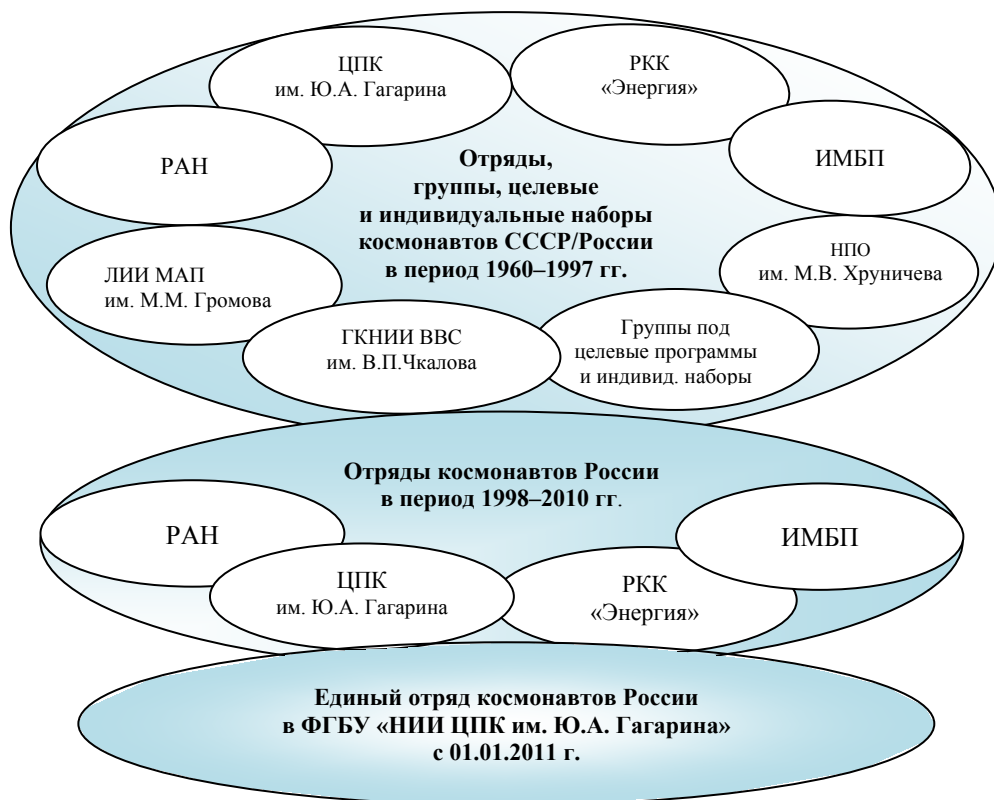 ЦПК
им. Ю.А. Гагарина
РКК
«Энергия»
РАН
ИМБП
Отряды,
группы, целевые
и индивидуальные наборы
космонавтов СССР/России
в период 1960–1997 гг.
ЛИИ МАП
им. М.М. Громова
НПО
им. М.В. Хруничева
ГКНИИ ВВС
им. В.П.Чкалова
Группы под
целевые программы
и индивид. наборы
Отряды космонавтов России
в период 1998–2010 гг.
РАН
ИМБП
ЦПК
им. Ю.А. Гагарина
РКК
«Энергия»
Единый отряд космонавтов России
в ФГБУ «НИИ ЦПК им. Ю.А. Гагарина»
с 01.01.2011 г.